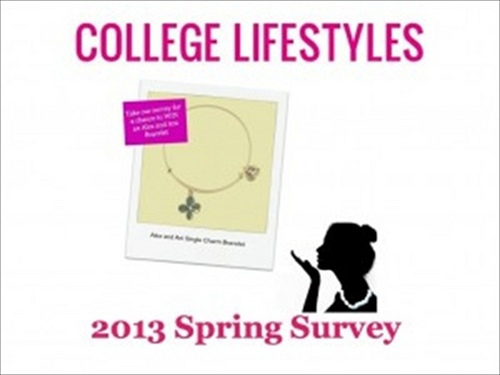 COLLEGE LIFESTYLES
Take our survey for
a chance to WIN
an Alex and Ani
Bracelet
Alex and Ani Single Charm Bracelet
2013 Spring Survey